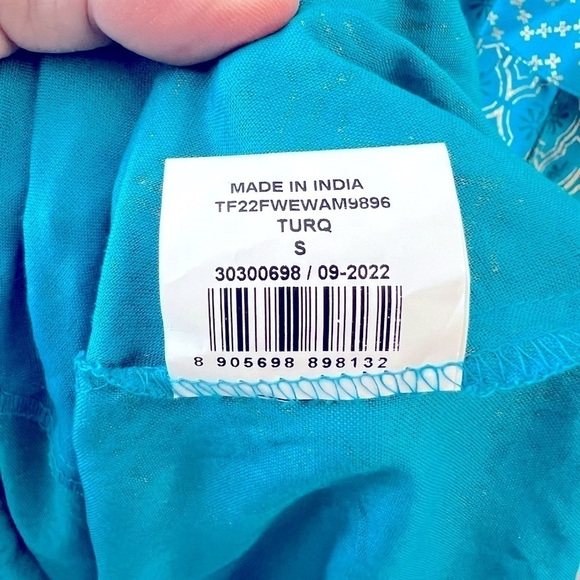 MADE IN INDIA
TF22FWEWAM9896
TURQ
S
30300698 / 09-2022
8 905698 898132